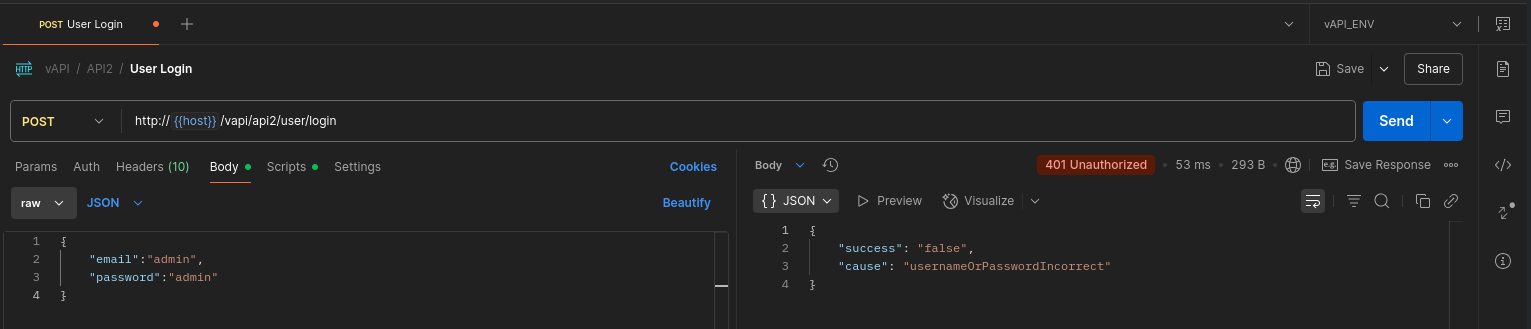 POST User Login
vAPI_ENV
HTTP vAPI / API2 / User Login
Save
Share
POST
http:// {{host}} /vapi/api2/user/login
Send
Params Auth Headers (10) Body Scripts Settings
Cookies
Body
401 Unauthorized • 53 ms • 293 B
e.g. Save Response
raw
JSON
Beautify
{} JSON
Preview
Visualize
1 {
2 "email":"admin",
3 "password":"admin"
4 }
1 {
2 "success": "false",
3 "cause": "usernameOrPasswordIncorrect"
4 }